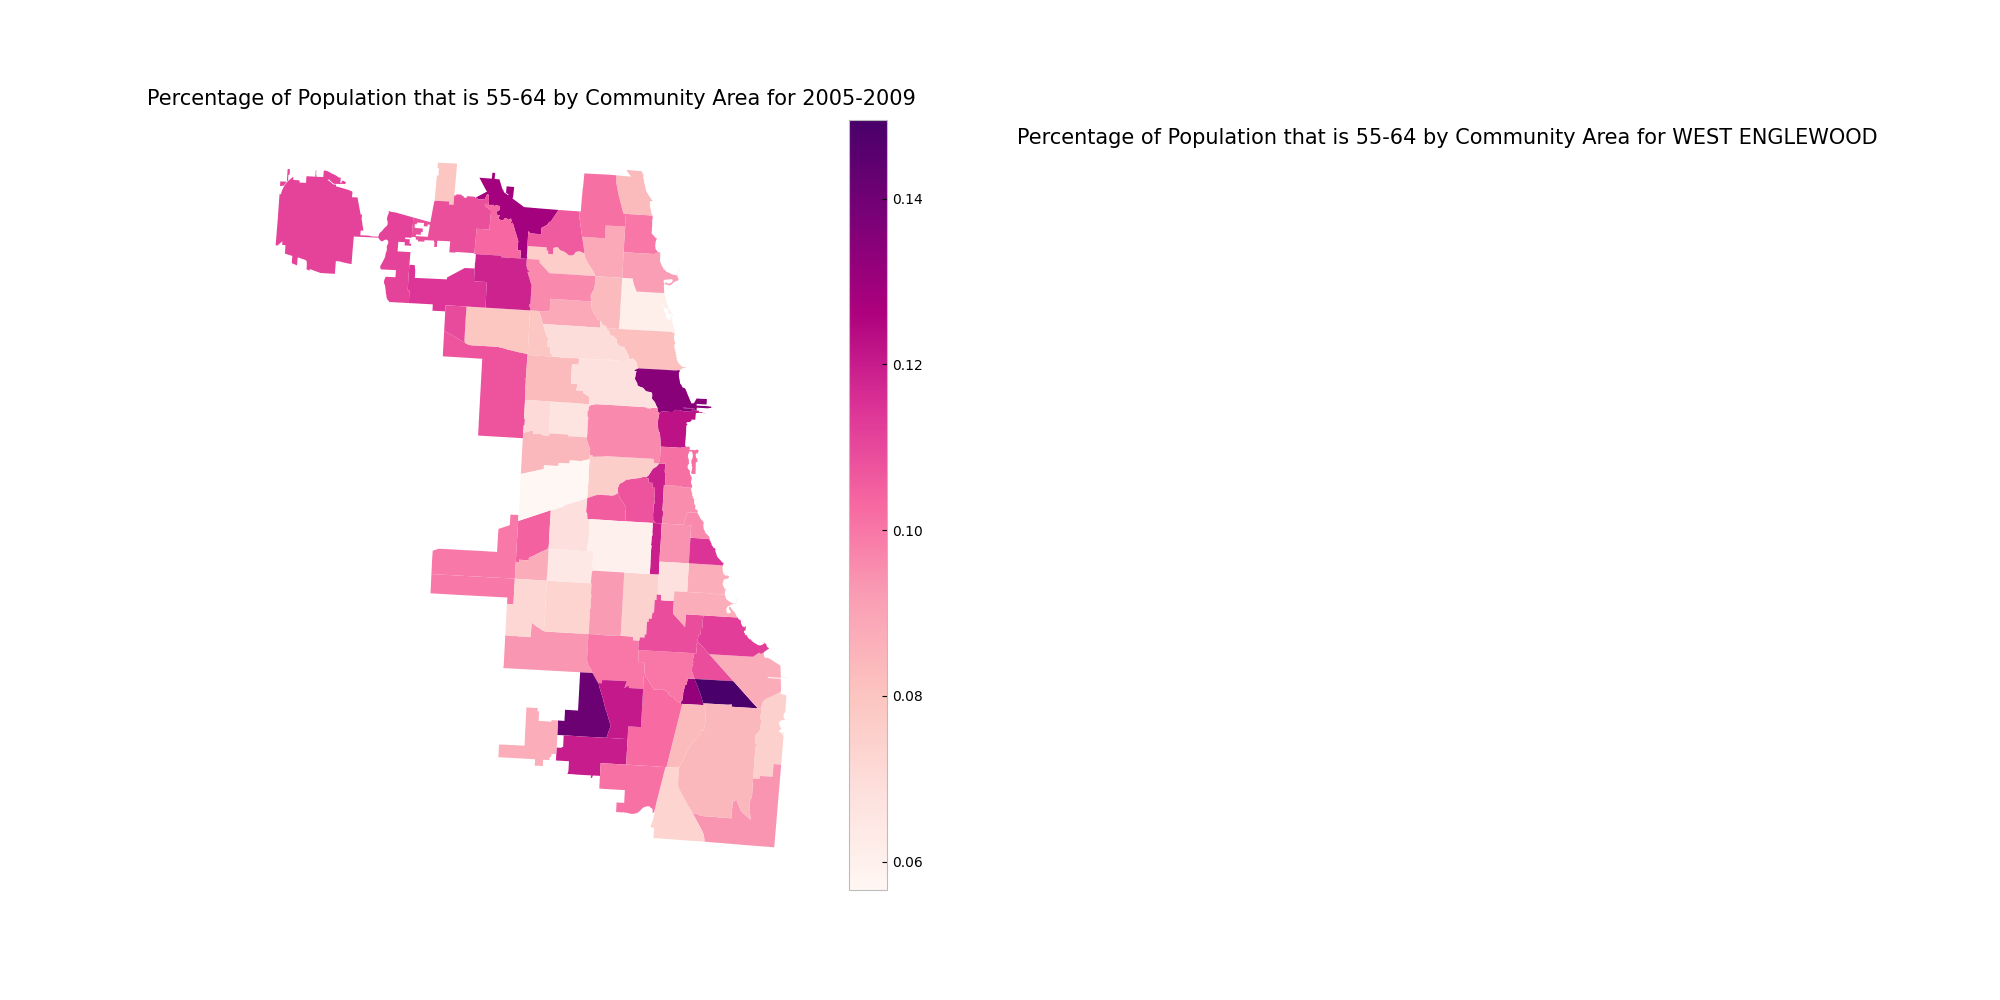 Percentage of Population that is 55-64 by Community Area for 2005-2009
Percentage of Population that is 55-64 by Community Area for WEST ENGLEWOOD
0.14
0.12
0.10
0.08
0.06